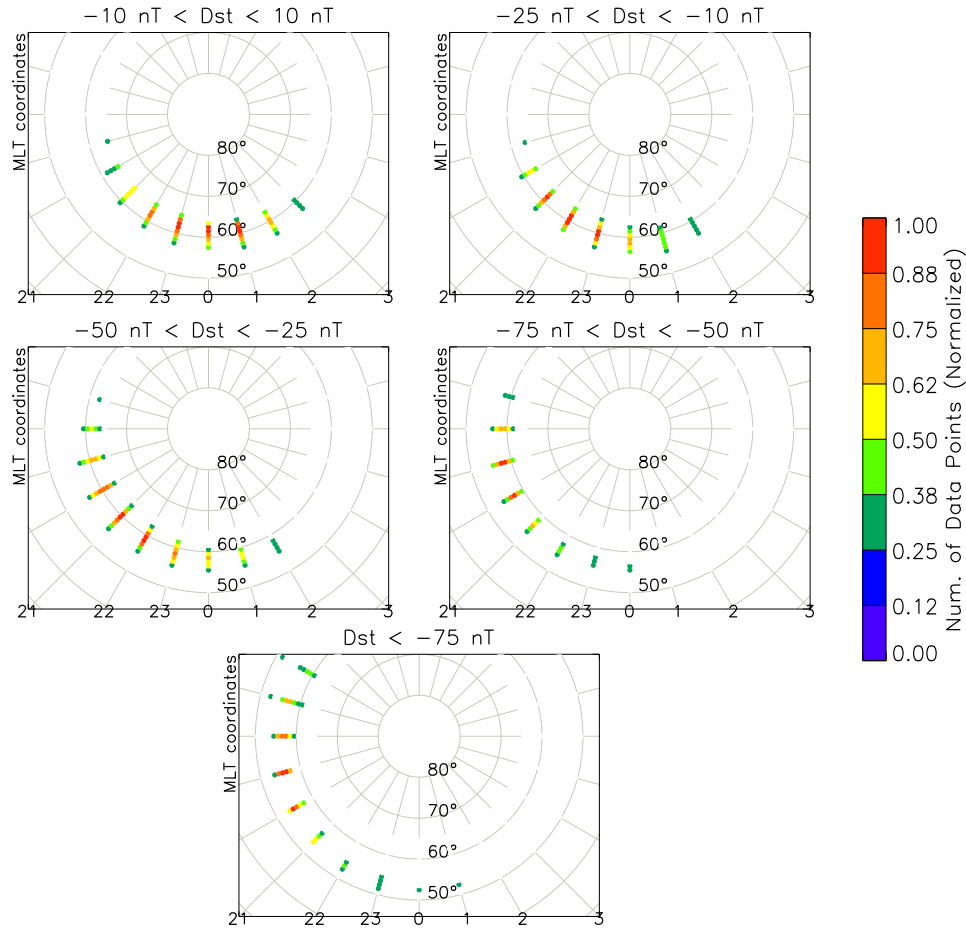 −10 nT < Dst < 10 nT
MLT coordinates
80°
70°
60°
50°
21 22 23 0 1 2 3
−25 nT < Dst < −10 nT
MLT coordinates
80°
70°
60°
50°
21 22 23 0 1 2 3
−50 nT < Dst < −25 nT
MLT coordinates
80°
70°
60°
50°
21 22 23 0 1 2 3
−75 nT < Dst < −50 nT
MLT coordinates
80°
70°
60°
50°
21 22 23 0 1 2 3
Dst < −75 nT
MLT coordinates
80°
70°
60°
50°
21 22 23 0 1 2 3
1.00
0.88
0.75
0.62
0.50
0.38
0.25
0.12
0.00
Num. of Data Points (Normalized)